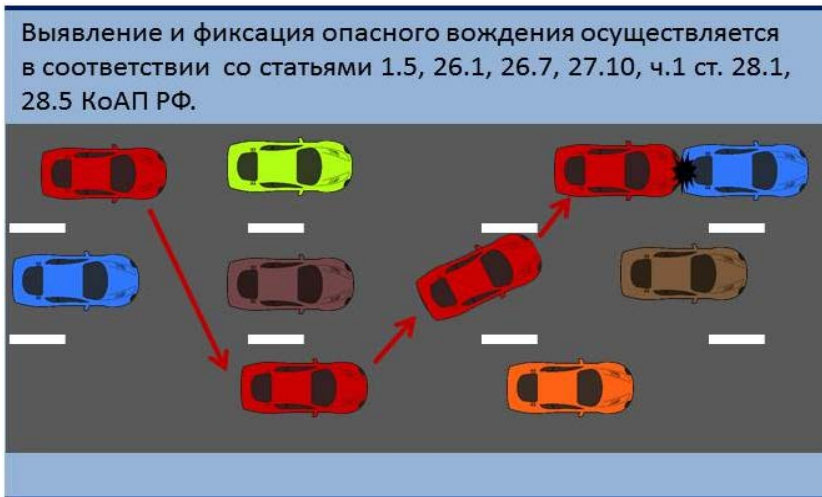 Выявление и фиксация опасного вождения осуществляется
в соответствии со статьями 1.5, 26.1, 26.7, 27.10, ч.1 ст. 28.1,
28.5 КоАП РФ.